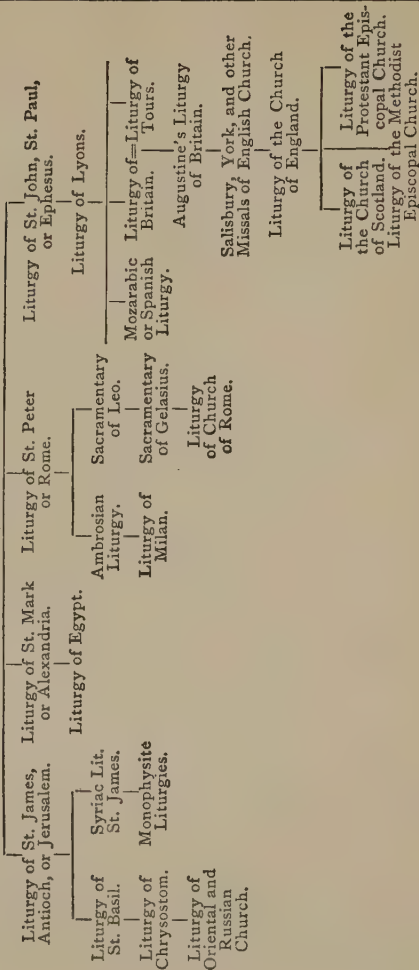 Liturgy of St. James,
Antioch, or Jerusalem.
Liturgy of
St. Basil.
Liturgy of
Chrysostom.
Liturgy of
Oriental and
Russian
Church.
Syriac Lit.
St. James.
Monophysite
Liturgies.
Liturgy of St. Mark
or Alexandria.
Liturgy of Egypt.
Liturgy of St. Peter
or Rome.
Ambrosian
Liturgy.
Liturgy of
Milan.
Sacramentary
of Leo.
Sacramentary
of Gelasius.
Liturgy
of Church
of Rome.
Liturgy of St. John, St. Paul,
or Ephesus.
Liturgy of Lyons.
Mozarabic
or Spanish
Liturgy.
Liturgy of=Liturgy of
Britain. Tours.
Augustine's Liturgy
of Britain.
Salisbury, York, and other
Missals of English Church.
Liturgy of the Church
of England.
Liturgy of
the Church
of Scotland.
Liturgy of the
Protestant Epis-
copal Church.
Liturgy of the Methodist
Episcopal Church.